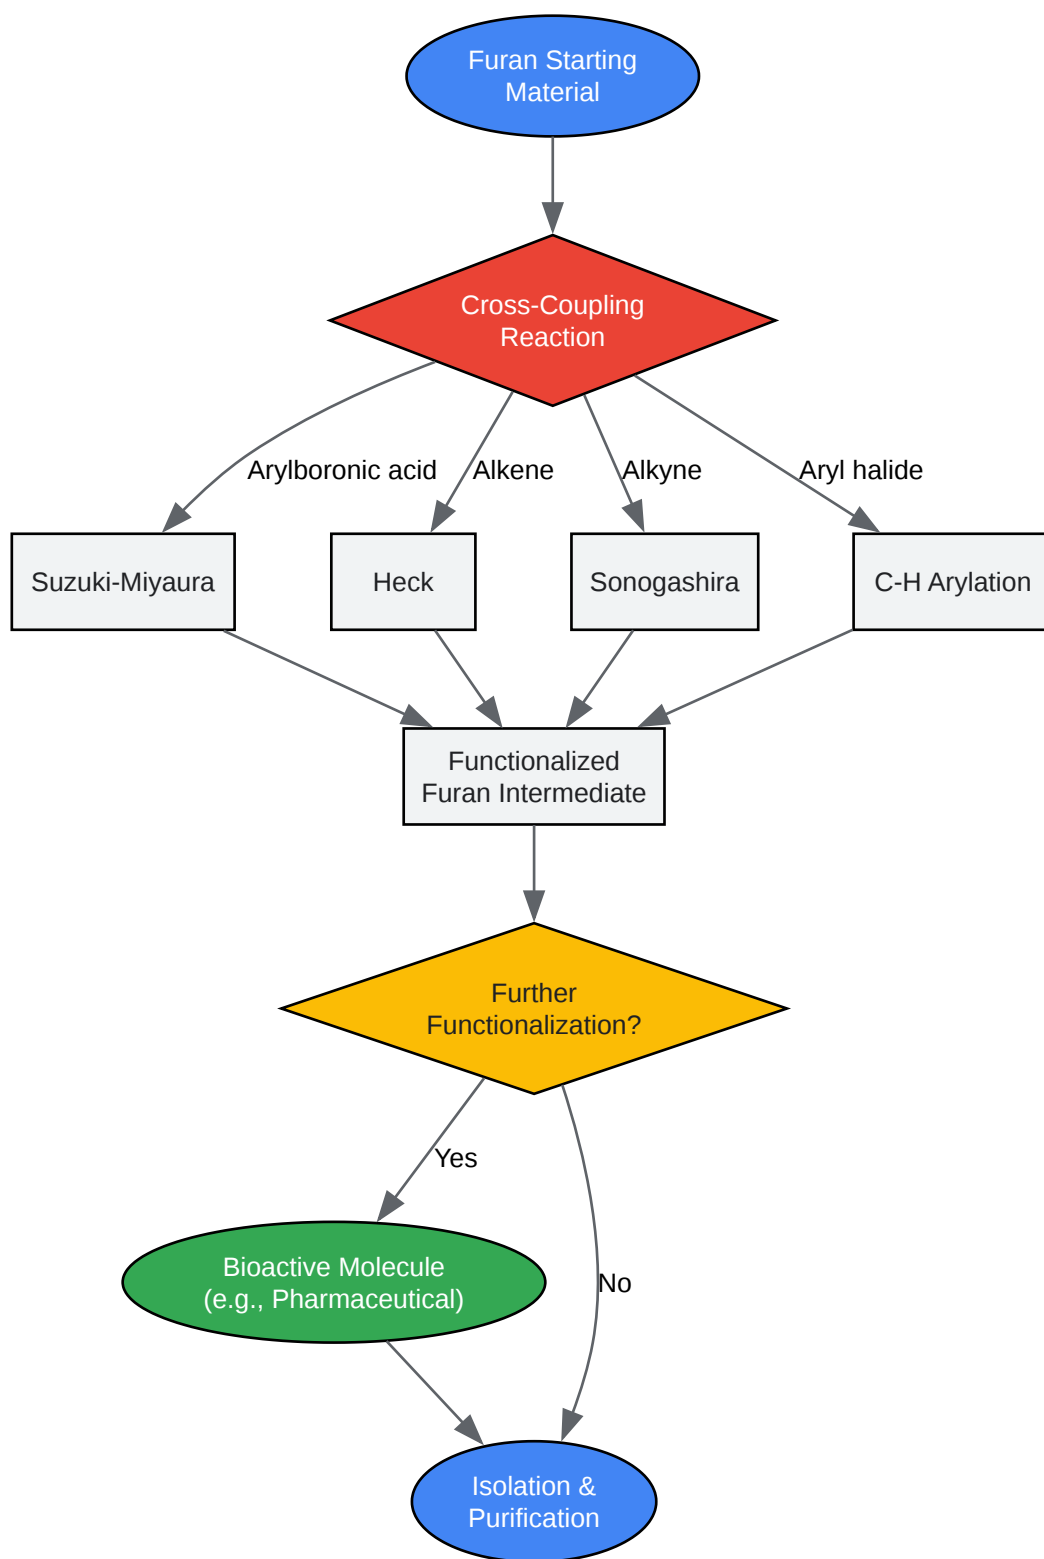 Furan Starting
Material
Cross-Coupling
Reaction
Arylboronic acid
Alkene
Alkyne
Aryl halide
Suzuki-Miyaura
Heck
Sonogashira
C-H Arylation
Functionalized
Furan Intermediate
Further
Functionalization?
Yes
Bioactive Molecule
(e.g., Pharmaceutical)
No
Isolation &
Purification